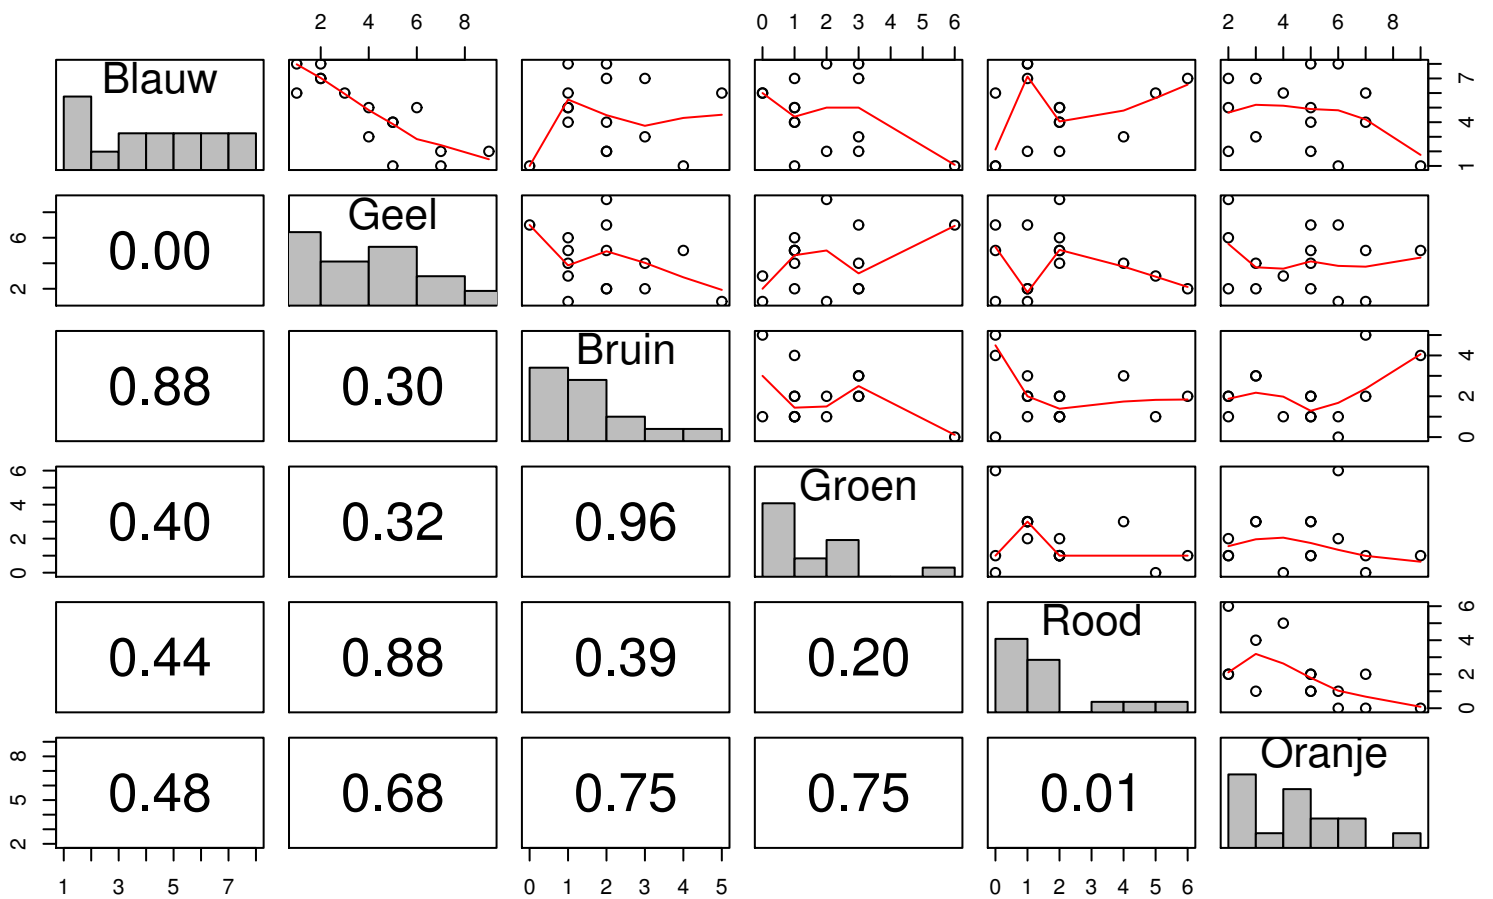 2 4 6 8 0 1 2 3 4 5 6 2 4 6 8
Blauw 1 4 7
2 6 0.00 Geel
0.88 0.30 Bruin 0 2 4
0 2 4 6 0.40 0.32 0.96 Groen
0.44 0.88 0.39 0.20 Rood 0 2 4 6
2 5 8 0.48 0.68 0.75 0.75 0.01 Oranje
1 3 5 7 0 1 2 3 4 5 0 1 2 3 4 5 6